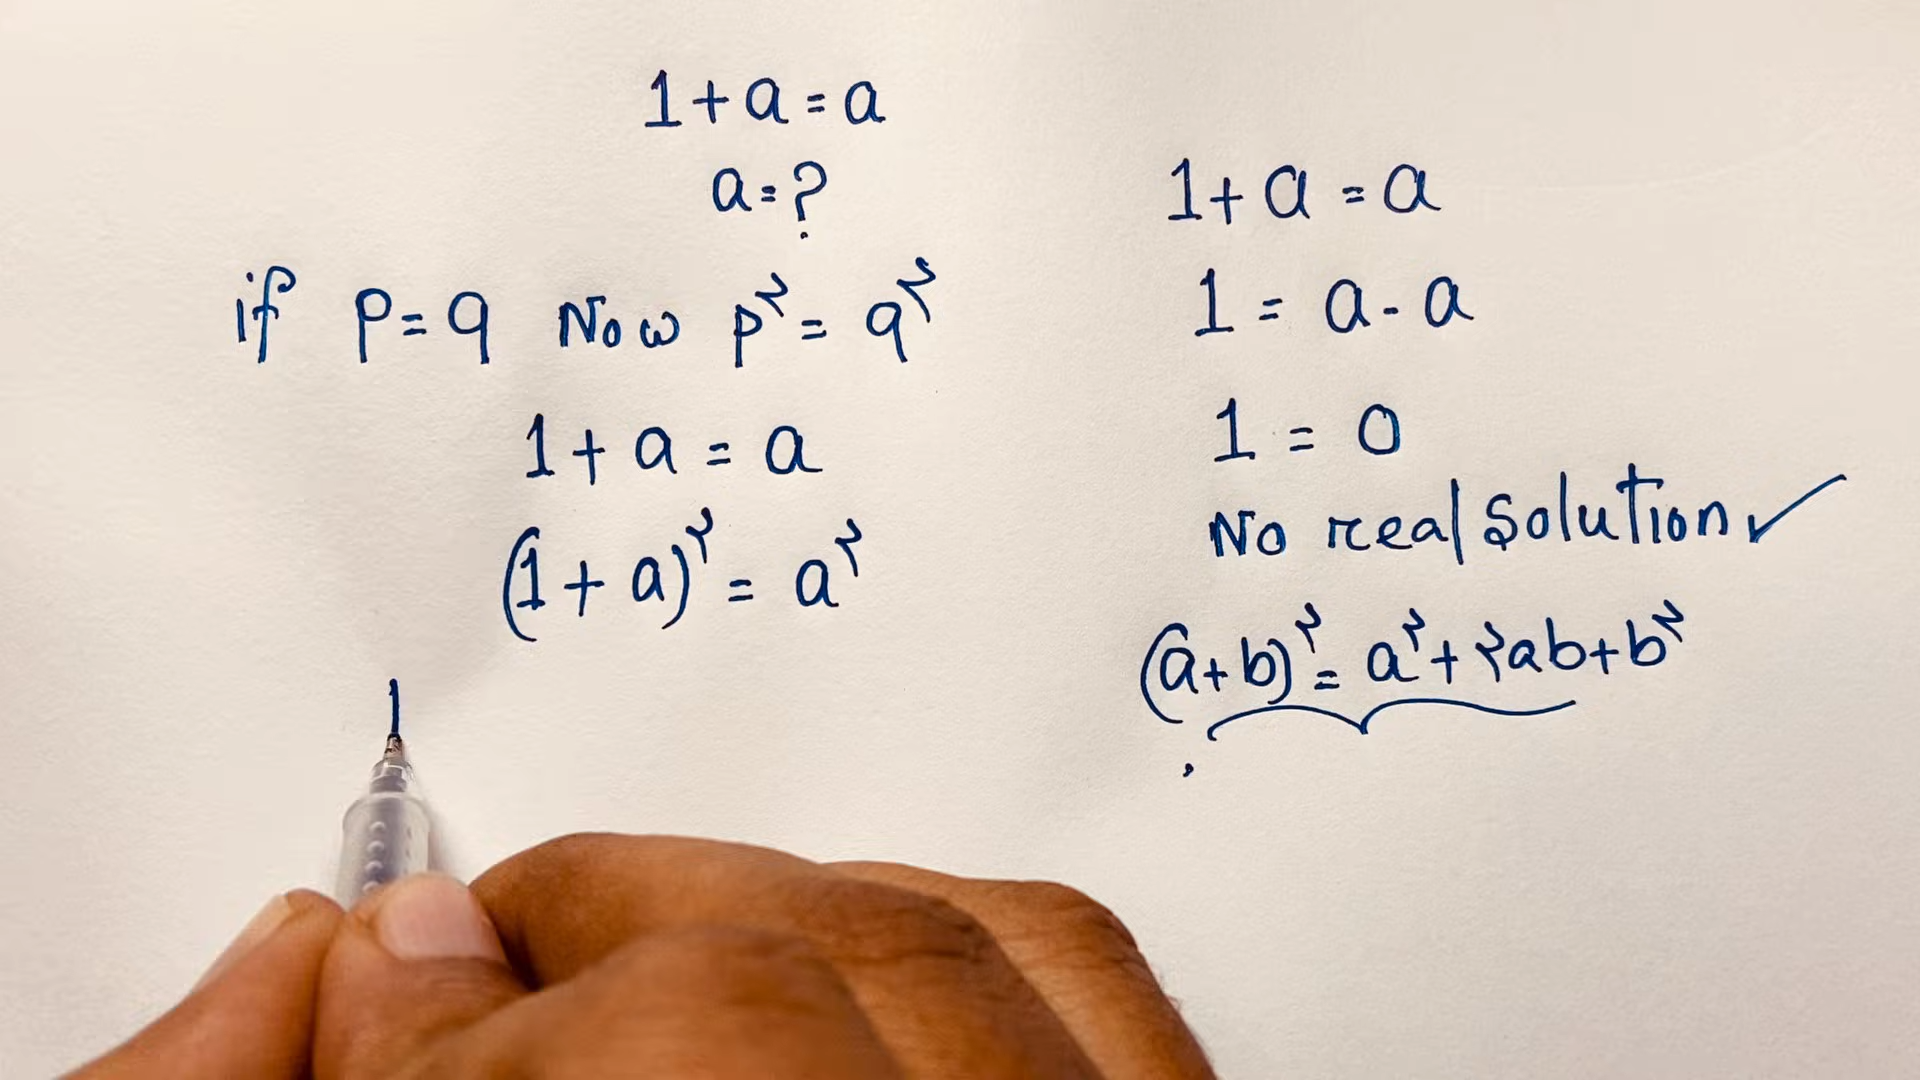 1+a=a
a=?
if p=q Now p²=q²
1+a=a
(1+a)²=a²
1
1+a=a
1=a-a
1=0
No real solution✓
(a+b)²=a²+2ab+b²